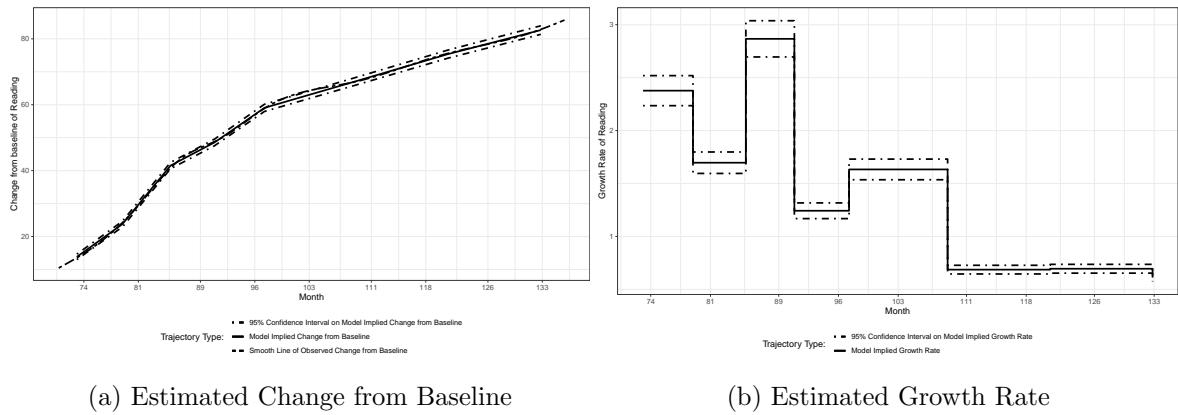 Change from baseline of Reading
80
60
40
20
74 81 89 96 103 111 118 126 133
Month
Trajectory Type:
95% Confidence Interval on Model Implied Change from Baseline
Model Implied Change from Baseline
Smooth Line of Observed Change from Baseline
(a) Estimated Change from Baseline
Growth Rate of Reading
3
2
1
74 81 89 96 103 111 118 126 133
Month
Trajectory Type:
95% Confidence Interval on Model Implied Growth Rate
Model Implied Growth Rate
(b) Estimated Growth Rate